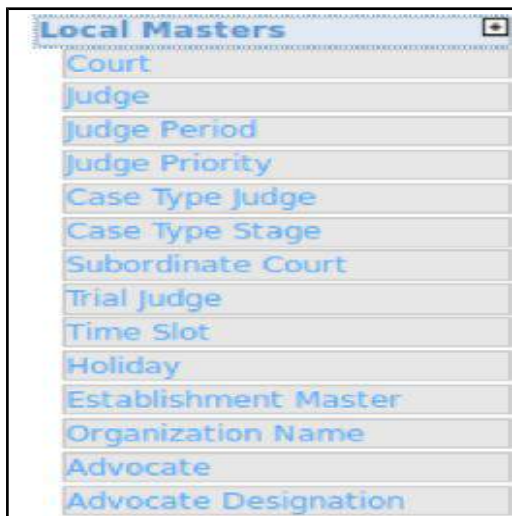 Local Masters
Court
Judge
Judge Period
Judge Priority
Case Type Judge
Case Type Stage
Subordinate Court
Trial Judge
Time Slot
Holiday
Establishment Master
Organization Name
Advocate
Advocate Designation